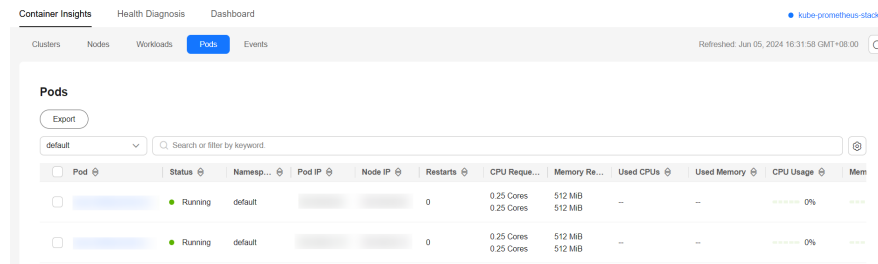 Container Insights Health Diagnosis Dashboard kube-prometheus-stack
Clusters Nodes Workloads Pods Events Refreshed: Jun 05, 2024 16:31:58 GMT+08:00
Pods
Export
default Search or filter by keyword.
Pod Status Namesp... Pod IP Node IP Restarts CPU Reque... Memory Re... Used CPUs Used Memory CPU Usage Mem
Running default 0 0.25 Cores 512 MiB -- -- 0%
0.25 Cores 512 MiB
Running default 0 0.25 Cores 512 MiB -- -- 0%
0.25 Cores 512 MiB